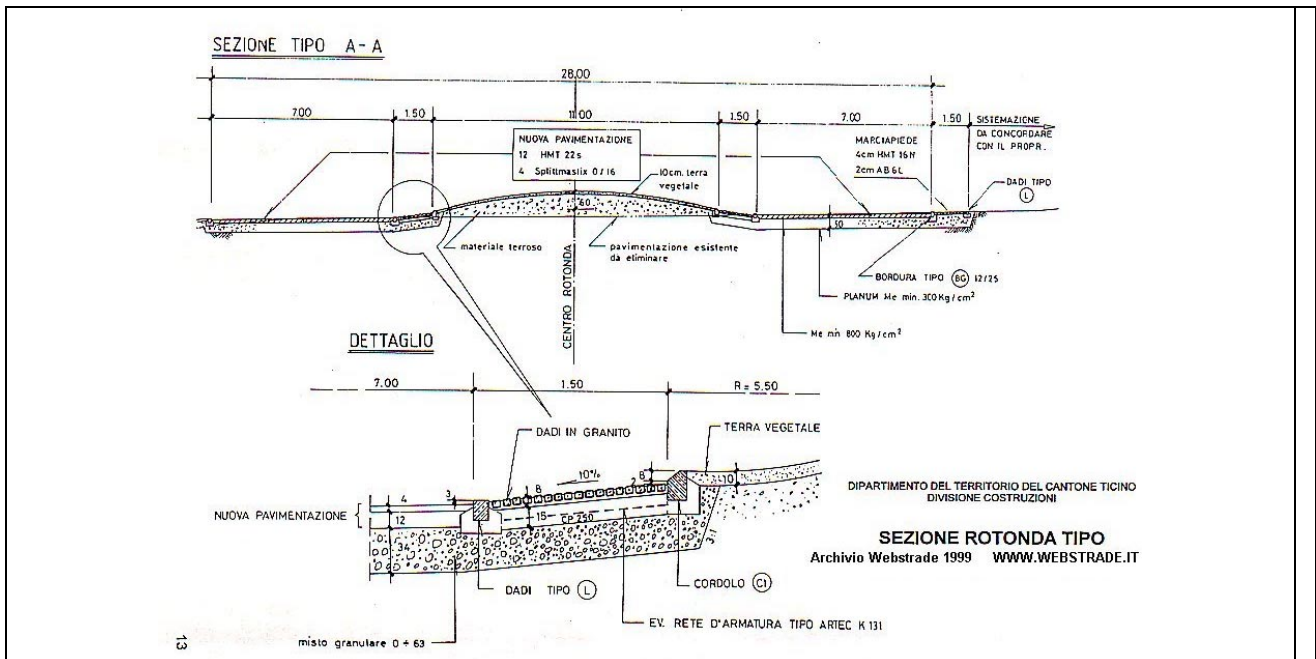 SEZIONE TIPO A-A
28.00
7.00 1.50 11.00 1.50 7.00 1.50
SISTEMAZIONE
DA CONCORDARE
CON IL PROPR.
NUOVA PAVIMENTAZIONE
12 HMT 22s
4 Splittmastix 0/16
10cm. terra
vegetale
MARCIAPIEDE
4cm HMT 16N
2cm AB 6L
DADI TIPO
L
60
materiale terroso
pavimentazione esistente
da eliminare
CENTRO ROTONDA
BORDURA TIPO BG 12/25
PLANUM Me min. 300 Kg/cm²
Me min 800 Kg/cm²
DETTAGLIO
7.00 1.50 R = 5.50
DADI IN GRANITO
TERRA VEGETALE
10%
8
2
8
10
4
3
NUOVA PAVIMENTAZIONE
12
15
CP 250
34
3:1
DADI TIPO L
CORDOLO C1
EV. RETE D'ARMATURA TIPO ARTEC K 131
misto granulare 0 ÷ 63
13
DIPARTIMENTO DEL TERRITORIO DEL CANTONE TICINO
DIVISIONE COSTRUZIONI
SEZIONE ROTONDA TIPO
Archivio Webstrade 1999 WWW.WEBSTRADE.IT